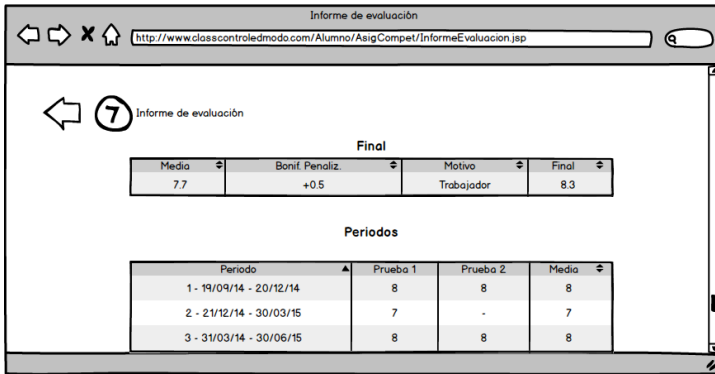 Informe de evaluación
http://www.classcontroledmodo.com/Alumno/AsigCompet/InformeEvaluacion.jsp
7 Informe de evaluación
Final
Media Bonif. Penaliz. Motivo Final
7.7 +0.5 Trabajador 8.3
Periodos
Periodo Prueba 1 Prueba 2 Media
1 - 19/09/14 - 20/12/14 8 8 8
2 - 21/12/14 - 30/03/15 7 - 7
3 - 31/03/14 - 30/06/15 8 8 8